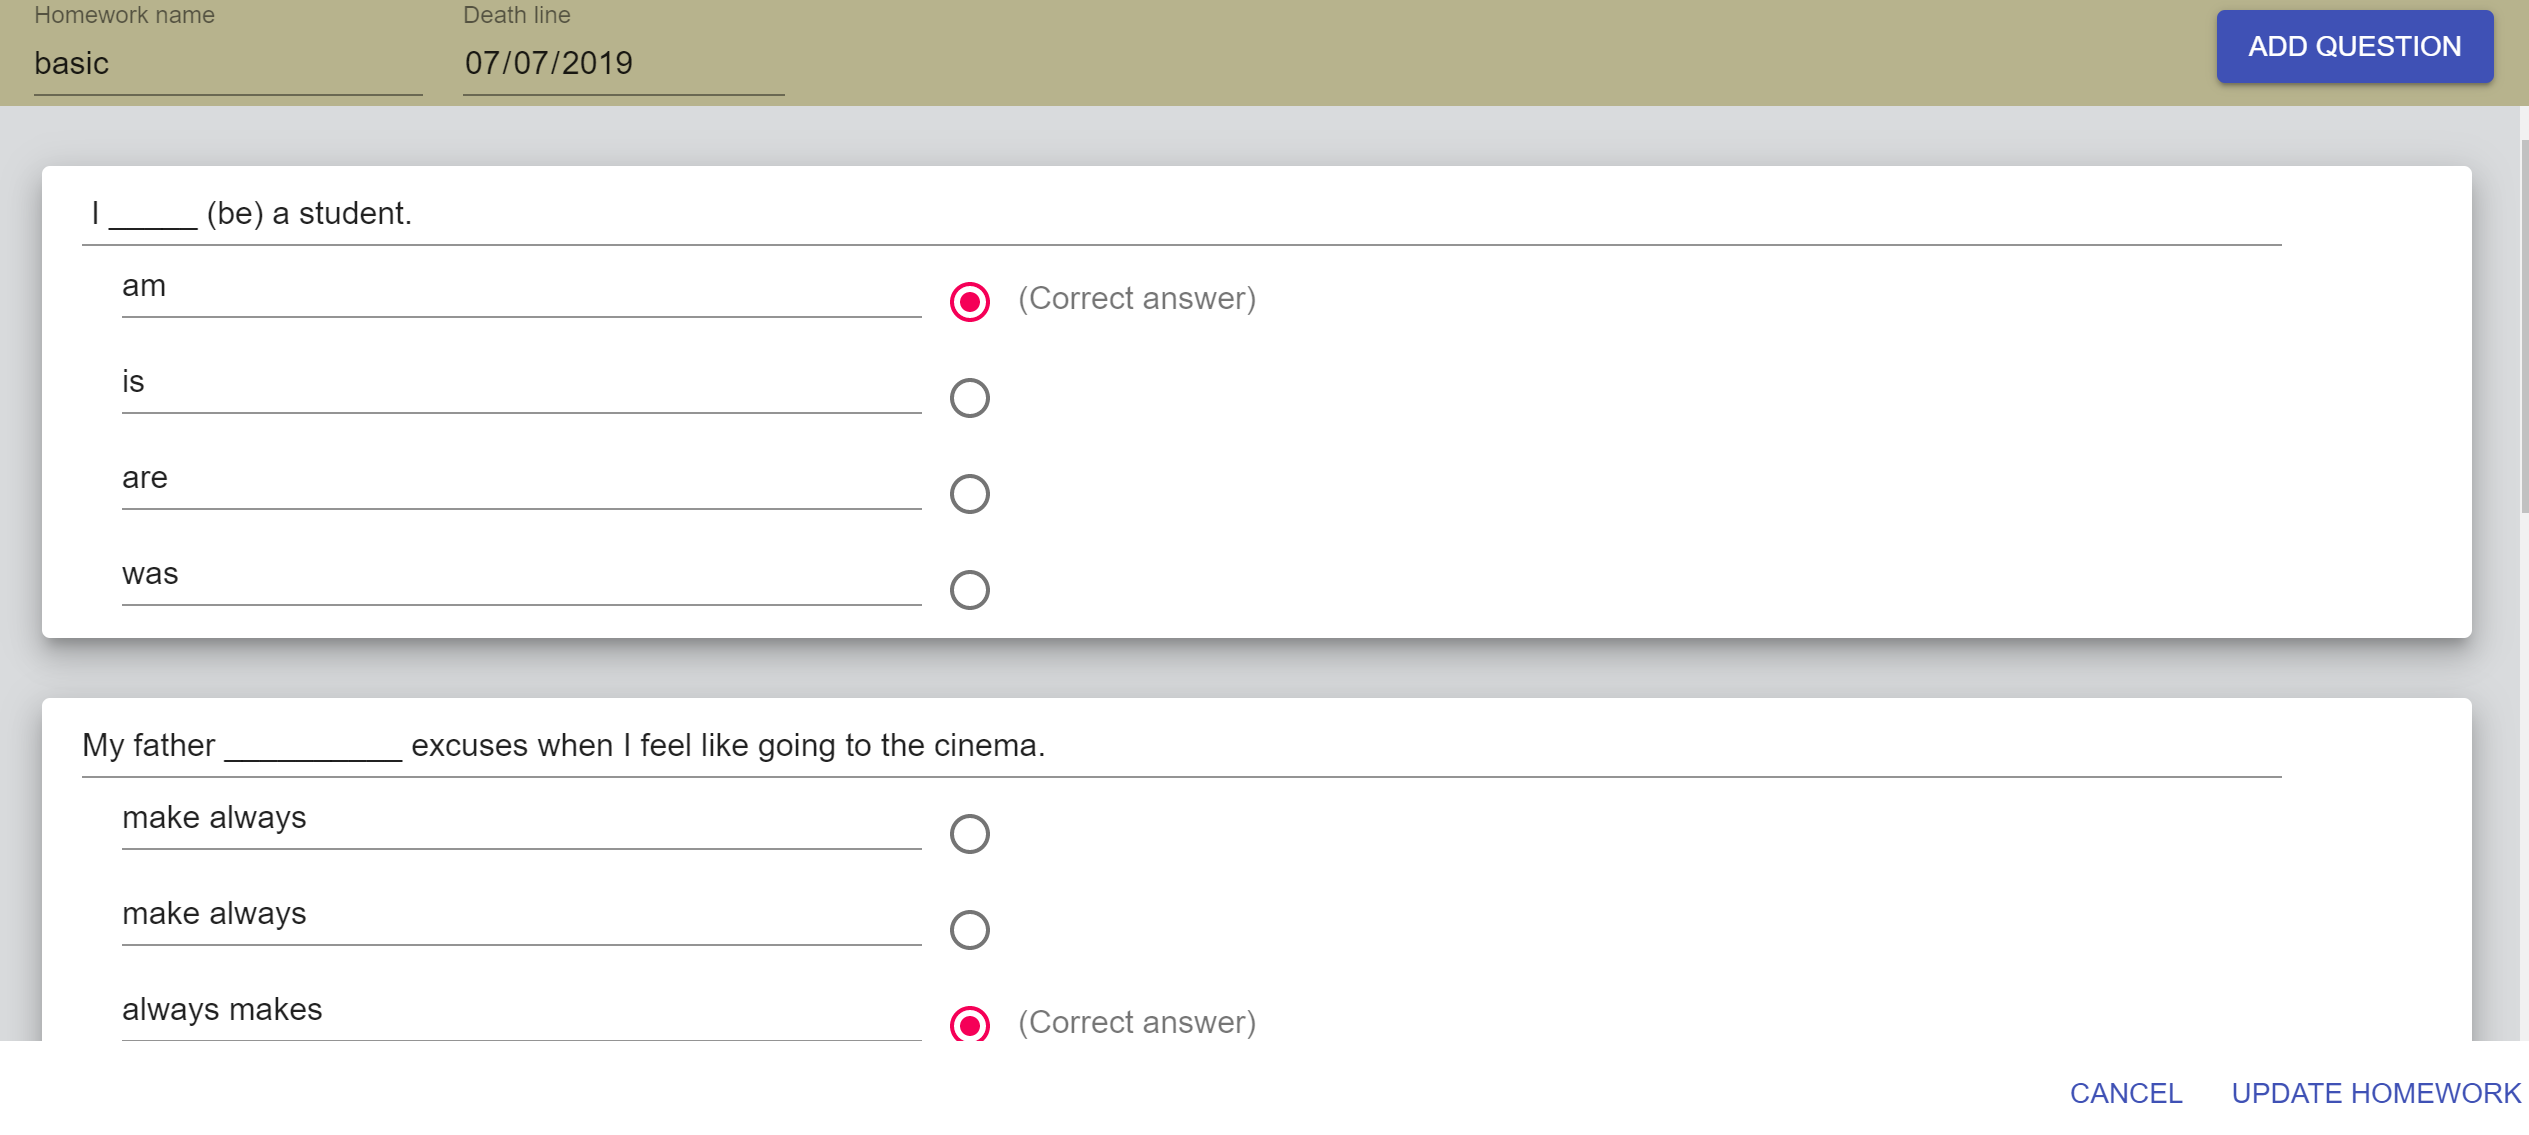 Homework name
Death line
basic
07/07/2019
ADD QUESTION
I _____ (be) a student.
am
(Correct answer)
is
are
was
My father __________ excuses when I feel like going to the cinema.
make always
make always
always makes
(Correct answer)
CANCEL
UPDATE HOMEWORK